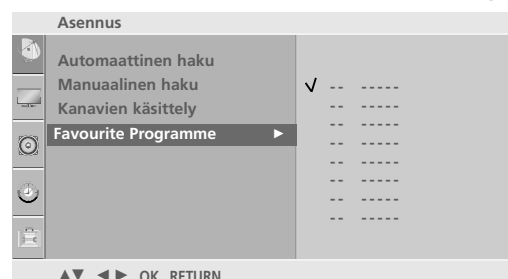 Asennus
Automaattinen haku
Manuaalinen haku
Kanavien käsittely
Favourite Programme ►
√ -- -----
-- -----
-- -----
-- -----
-- -----
-- -----
-- -----
-- -----
▲▼ ◄► OK RETURN